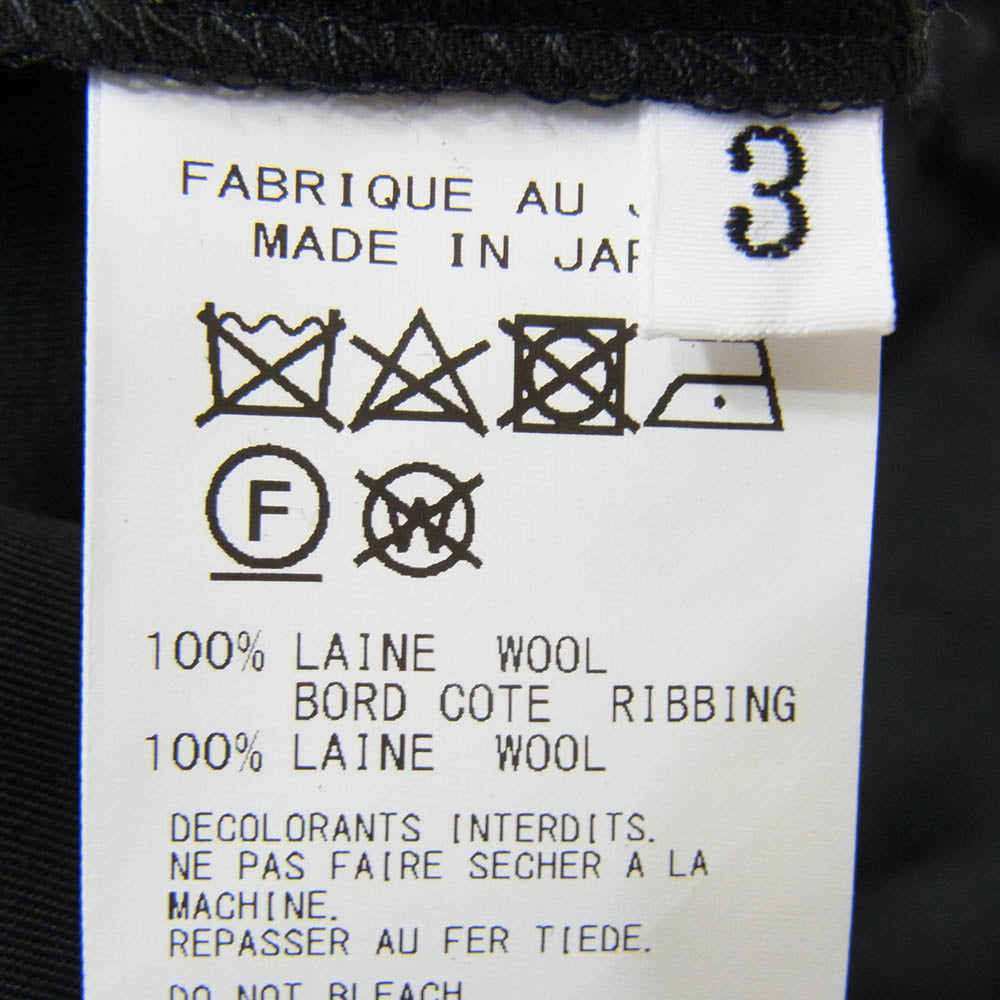 3
FABRIQUE AU
MADE IN
F
W
100% LAINE WOOL
BORD COTE RIBBING
100% LAINE WOOL
DECOLORANTS INTERDITS.
NE PAS FAIRE SECHER A LA
MACHINE.
REPASSER AU FER TIEDE.
DO NOT BLEACH